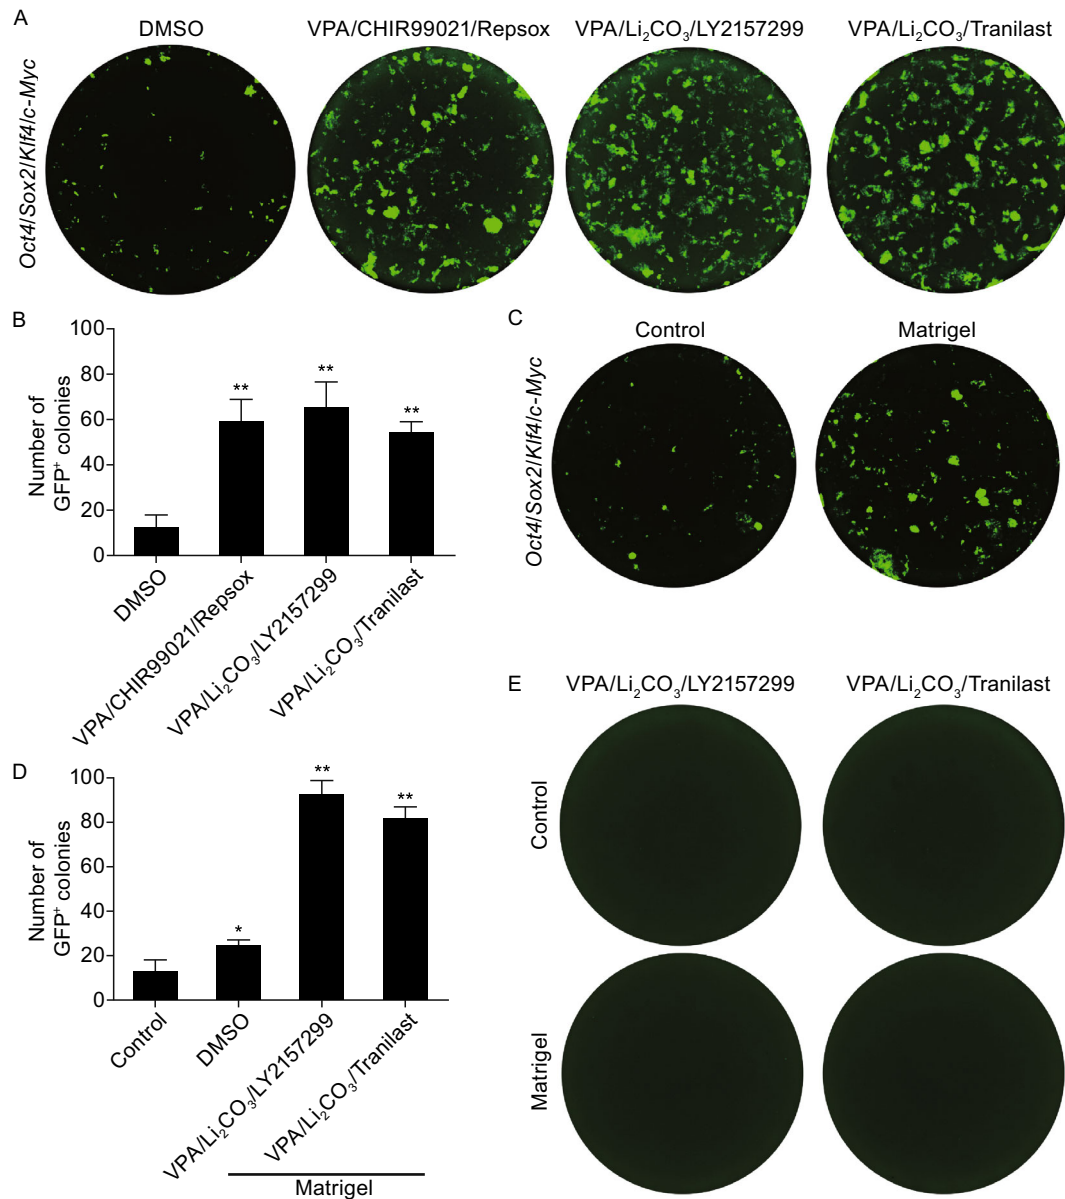 A
DMSO
VPA/CHIR99021/Repsox
VPA/Li₂CO₃/LY2157299
VPA/Li₂CO₃/Tranilast
Oct4/Sox2/Klf4/c-Myc
B
Number of
GFP⁺ colonies
100
80
60
40
20
0
**
**
**
DMSO
VPA/CHIR99021/Repsox
VPA/Li₂CO₃/LY2157299
VPA/Li₂CO₃/Tranilast
C
Control
Matrigel
Oct4/Sox2/Klf4/c-Myc
D
Number of
GFP⁺ colonies
100
80
60
40
20
0
*
**
**
Control
DMSO
VPA/Li₂CO₃/LY2157299
VPA/Li₂CO₃/Tranilast
Matrigel
E
VPA/Li₂CO₃/LY2157299
VPA/Li₂CO₃/Tranilast
Control
Matrigel